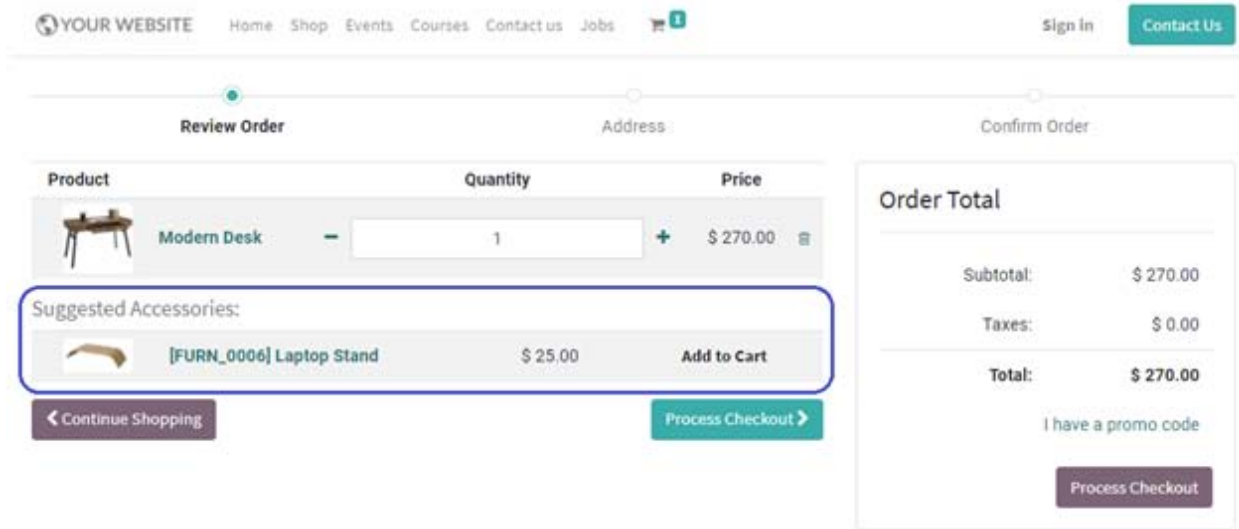 YOUR WEBSITE Home Shop Events Courses Contact us Jobs 1 Sign in Contact Us
Review Order Address Confirm Order
Product Quantity Price
Modern Desk − 1 + $ 270.00
Suggested Accessories:
[FURN_0006] Laptop Stand $ 25.00 Add to Cart
Continue Shopping Process Checkout
Order Total
Subtotal: $ 270.00
Taxes: $ 0.00
Total: $ 270.00
I have a promo code
Process Checkout